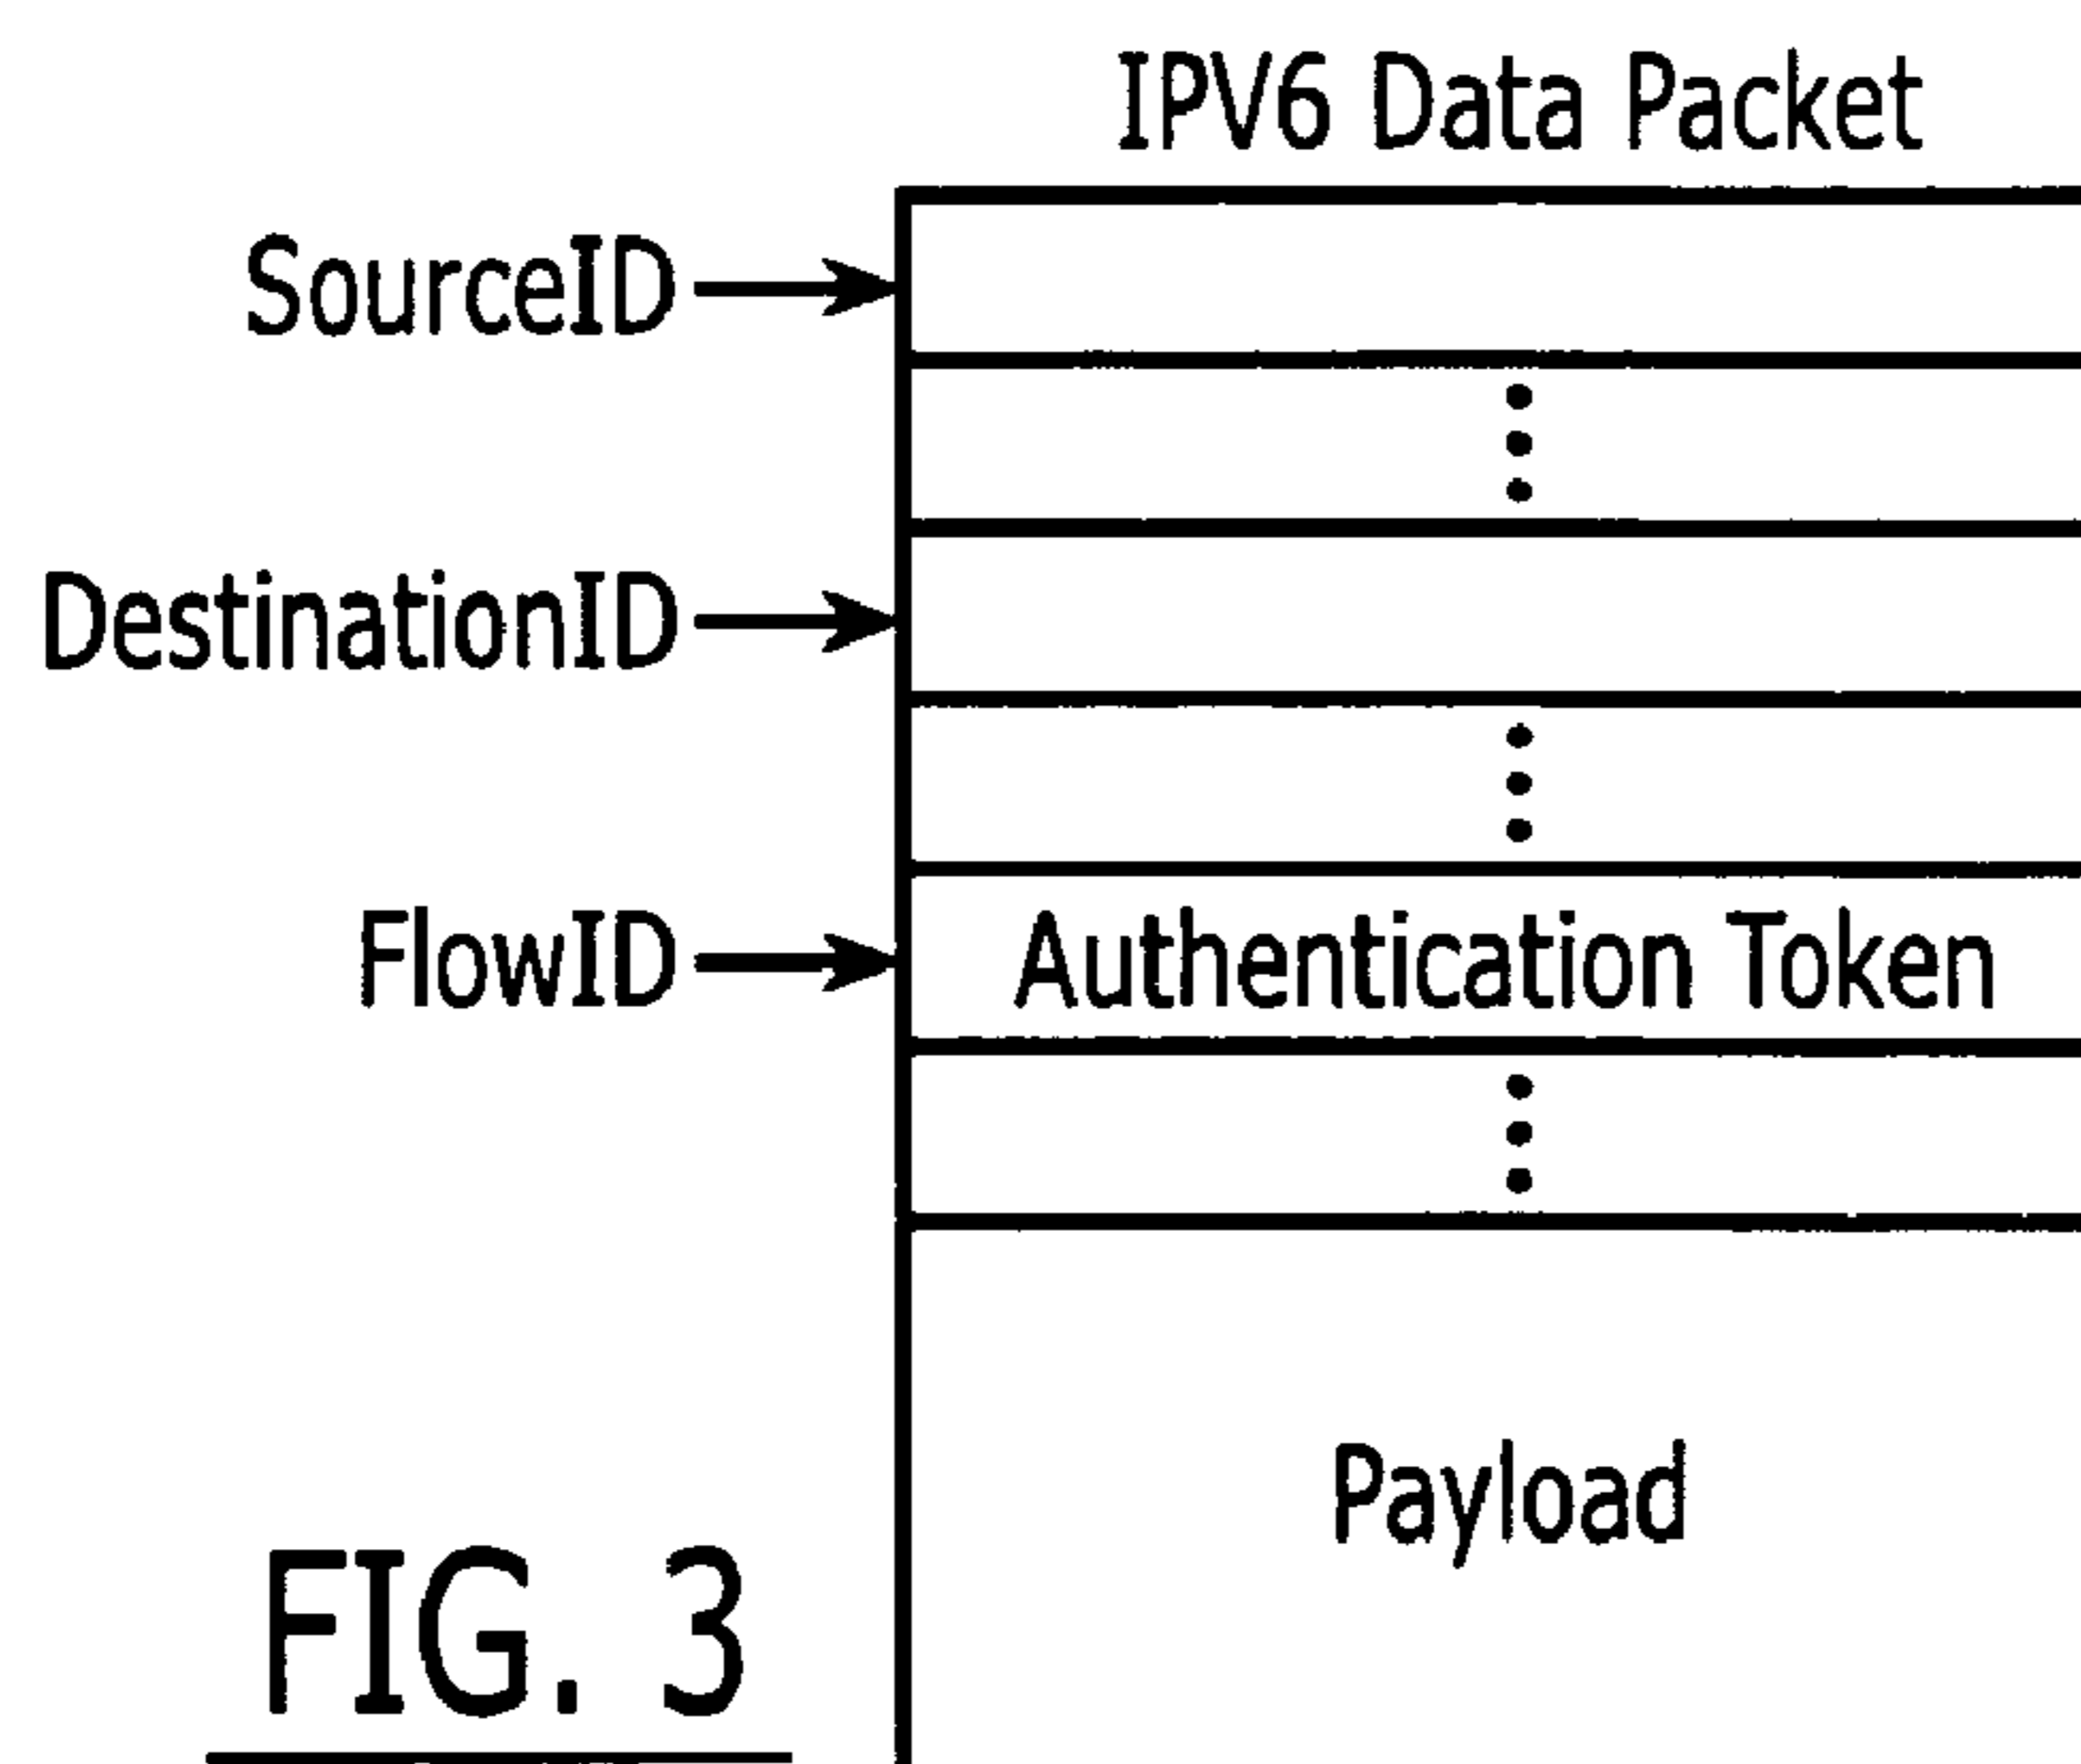 IPV6 Data Packet
SourceID
DestinationID
FlowID
Authentication Token
Payload
FIG. 3